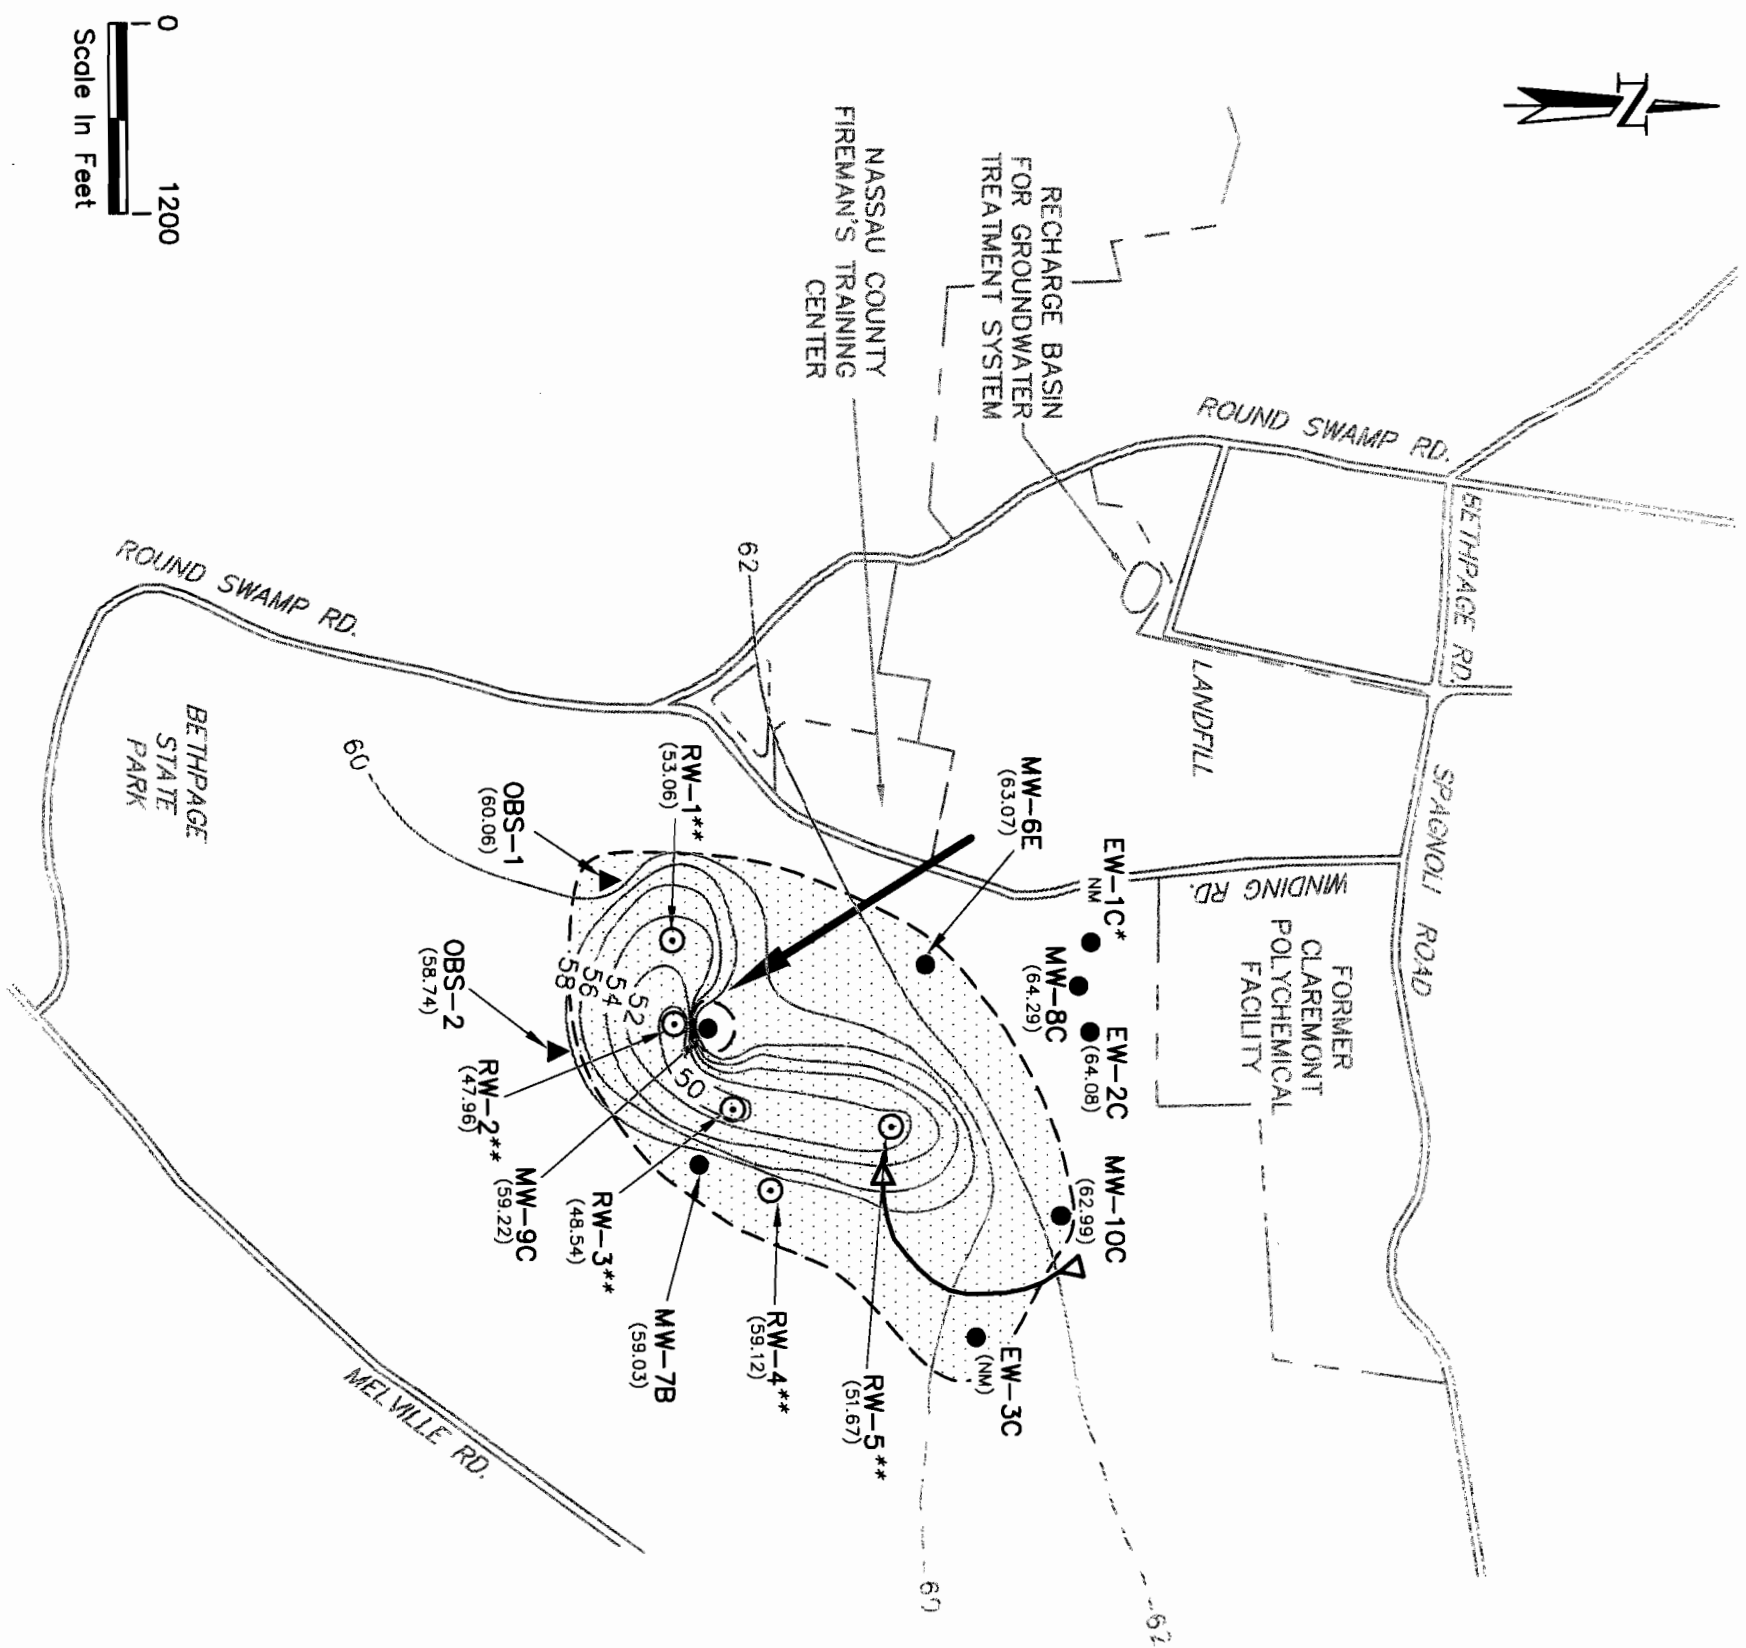 N
0
1200
Scale In Feet
RECHARGE BASIN
FOR GROUNDWATER
TREATMENT SYSTEM
NASSAU COUNTY
FIREMAN'S TRAINING
CENTER
ROUND SWAMP RD.
BETHPAGE RD.
LANDFILL
SPAGNOLI ROAD
WINDING RD.
FORMER
CLAREMONT
POLYCHEMICAL
FACILITY
ROUND SWAMP RD.
BETHPAGE
STATE
PARK
MELVILLE RD.
62
60
EW-1C*
NM
MW-6E
(63.07)
MW-8C
(64.29)
EW-2C
(64.08)
MW-10C
(62.99)
EW-3C
(NM)
RW-1**
(53.06)
OBS-1
(60.06)
OBS-2
(58.74)
58
56
54
52
50
RW-2**
(47.96)
MW-9C
(59.22)
RW-3**
(48.54)
MW-7B
(59.03)
RW-4**
(59.12)
RW-5**
(51.67)
60
62